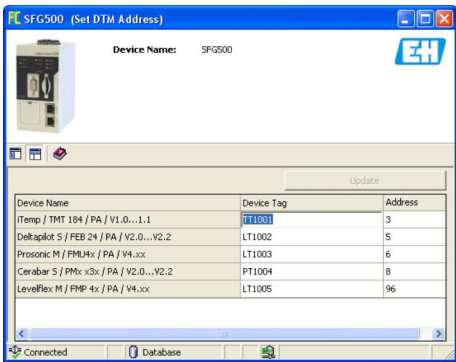 SFG500 (Set DTM Address)
Device Name: SFG500
EH
Update
Device Name Device Tag Address
iTemp / TMT 184 / PA / V1.0...1.1 TT1001 3
Deltapilot S / FEB 24 / PA / V2.0...V2.2 LT1002 5
Prosonic M / FMU4x / PA / V4.xx LT1003 6
Cerabar S / PMx x3x / PA / V2.0...V2.2 PT1004 8
Levelflex M / FMP 4x / PA / V4.xx LT1005 96
Connected Database